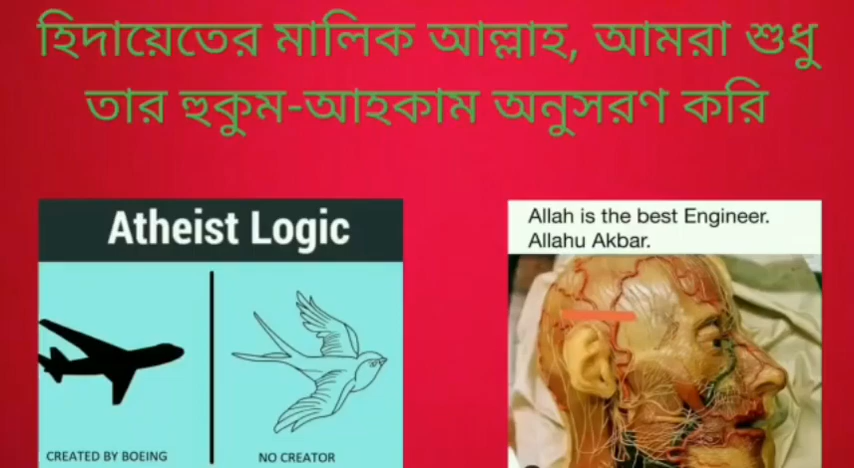 হিদায়েতের মালিক আল্লাহ, আমরা শুধু
তার হুকুম-আহকাম অনুসরণ করি
Atheist Logic
CREATED BY BOEING
NO CREATOR
Allah is the best Engineer.
Allahu Akbar.